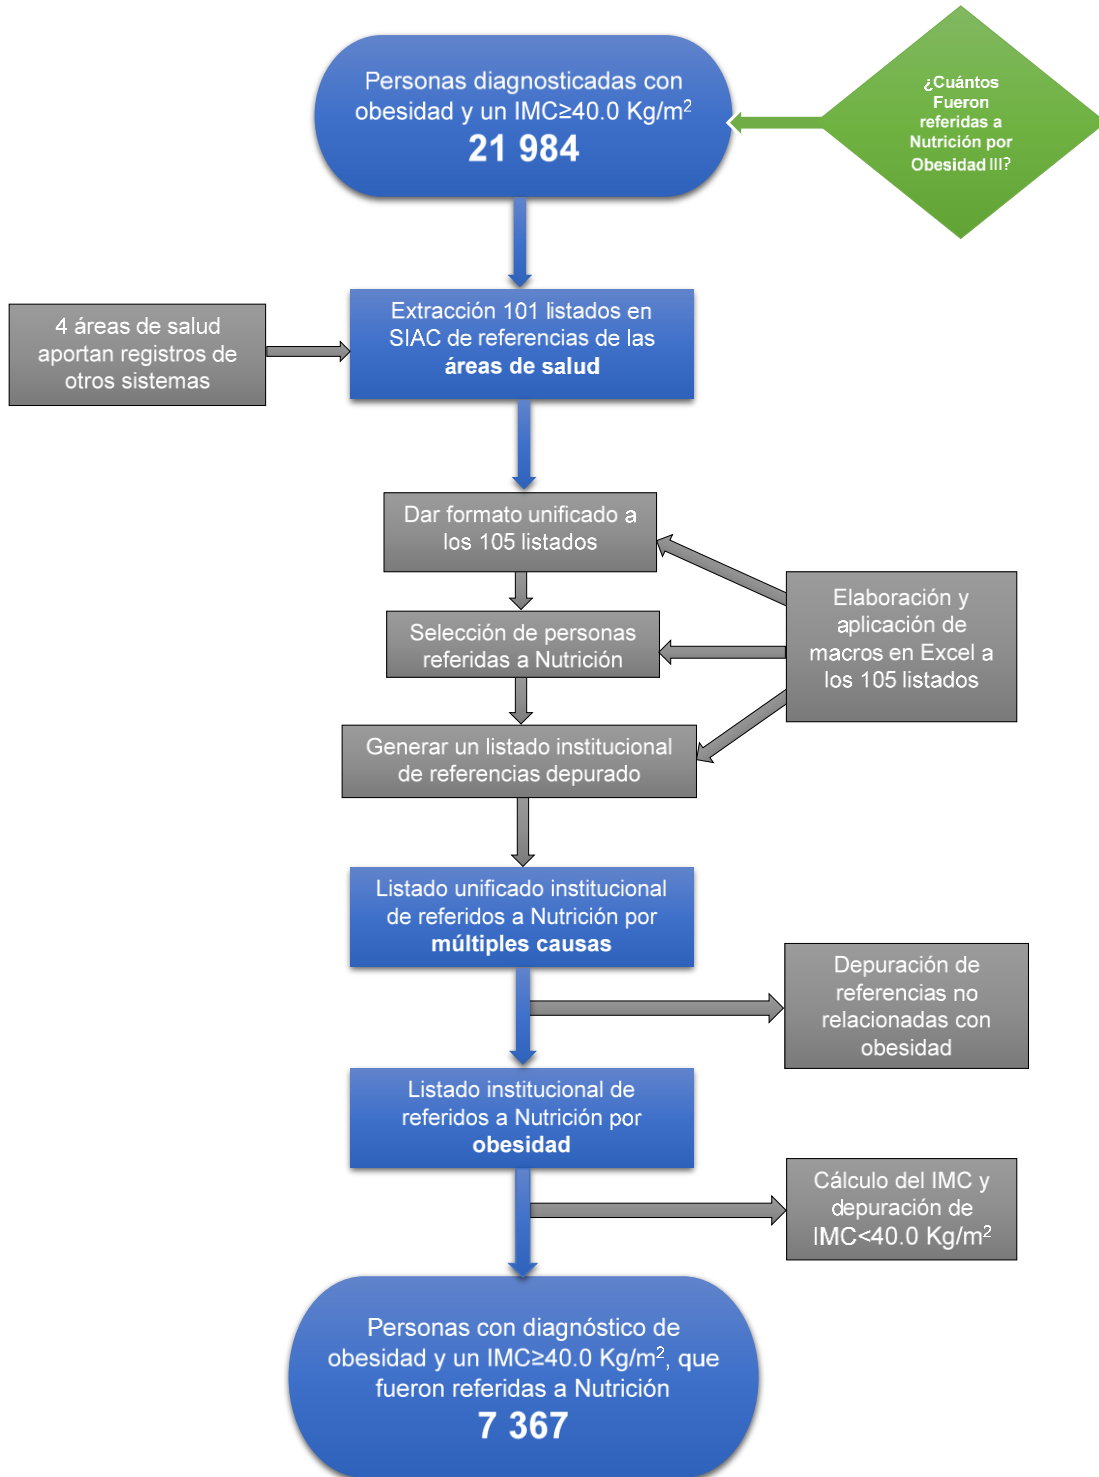 Personas diagnosticadas con
obesidad y un IMC≥40.0 Kg/m²
21 984
¿Cuántos
Fueron
referidas a
Nutrición por
Obesidad III?
4 áreas de salud
aportan registros de
otros sistemas
Extracción 101 listados en
SIAC de referencias de las
áreas de salud
Dar formato unificado a
los 105 listados
Selección de personas
referidas a Nutrición
Generar un listado institucional
de referencias depurado
Elaboración y
aplicación de
macros en Excel a
los 105 listados
Listado unificado institucional
de referidos a Nutrición por
múltiples causas
Depuración de
referencias no
relacionadas con
obesidad
Listado institucional de
referidos a Nutrición por
obesidad
Cálculo del IMC y
depuración de
IMC<40.0 Kg/m²
Personas con diagnóstico de
obesidad y un IMC≥40.0 Kg/m², que
fueron referidas a Nutrición
7 367